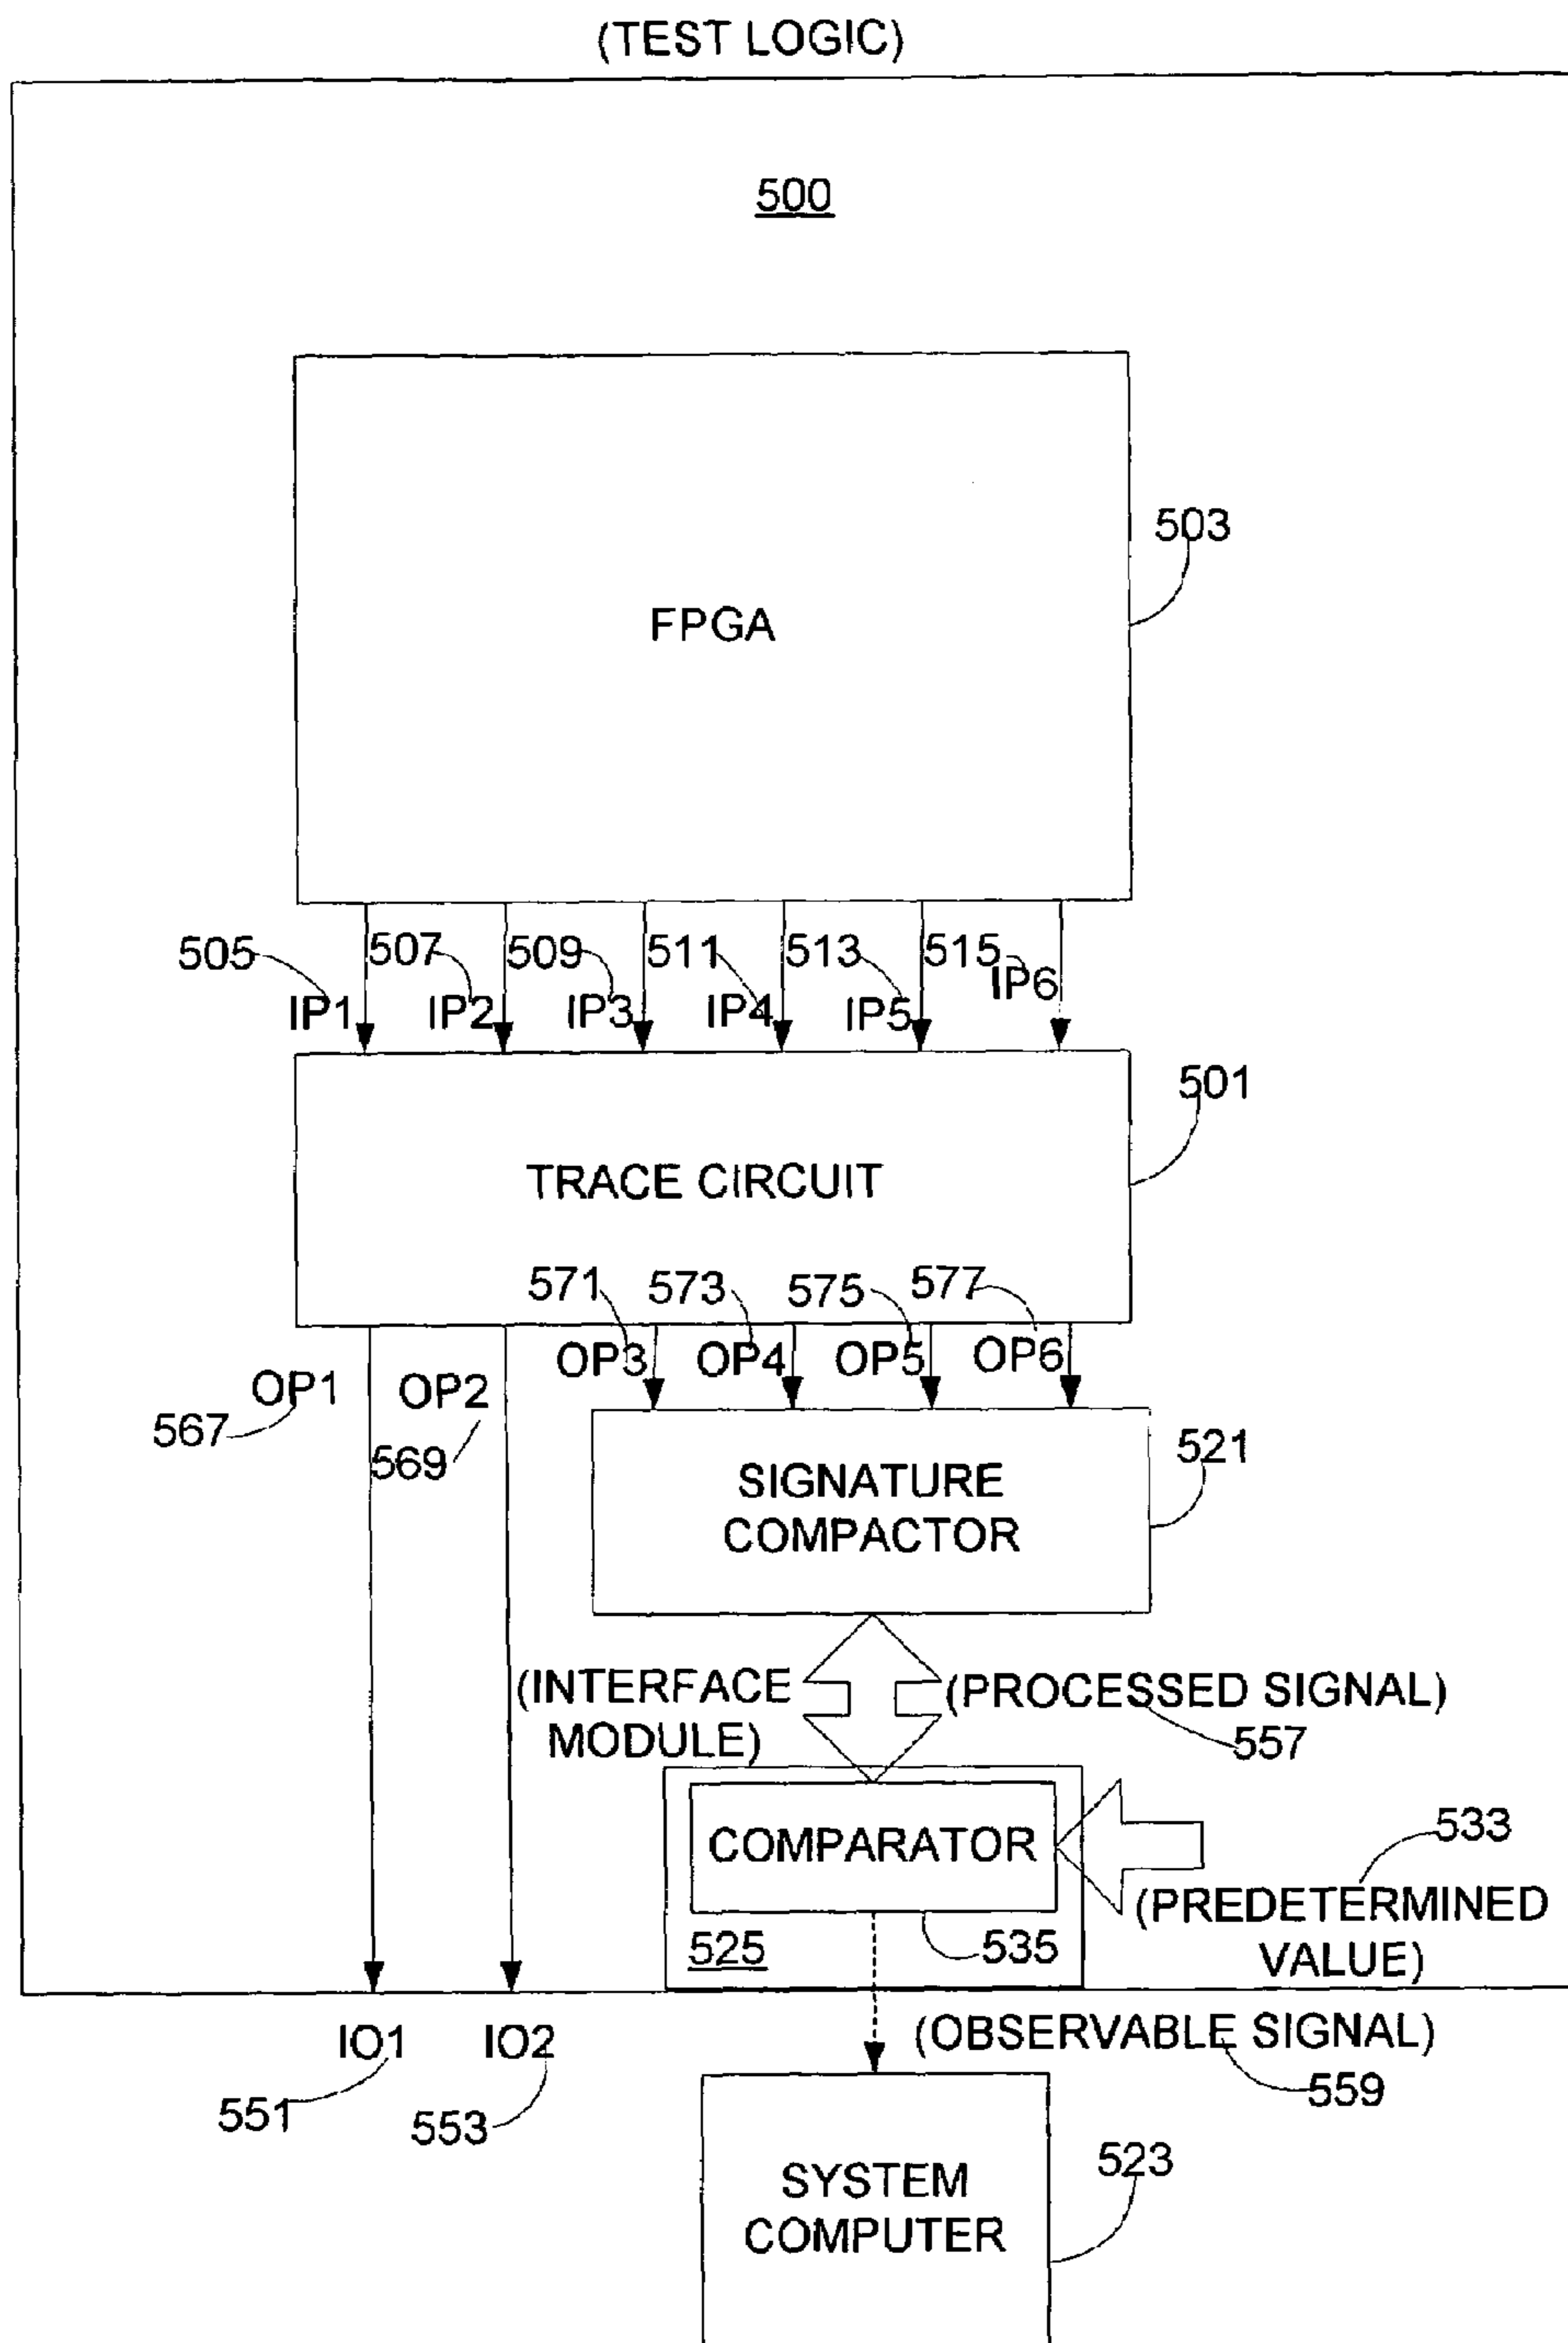 (TEST LOGIC)
500
503
FPGA
505 507 509 511 513 515
IP1 IP2 IP3 IP4 IP5 IP6
501
TRACE CIRCUIT
571 573 575 577
OP3 OP4 OP5 OP6
OP1 OP2
567 569
521
SIGNATURE
COMPACTOR
(INTERFACE
MODULE)
(PROCESSED SIGNAL)
557
COMPARATOR
533
(PREDETERMINED
VALUE)
525
535
IO1 IO2
551 553
(OBSERVABLE SIGNAL)
559
523
SYSTEM
COMPUTER